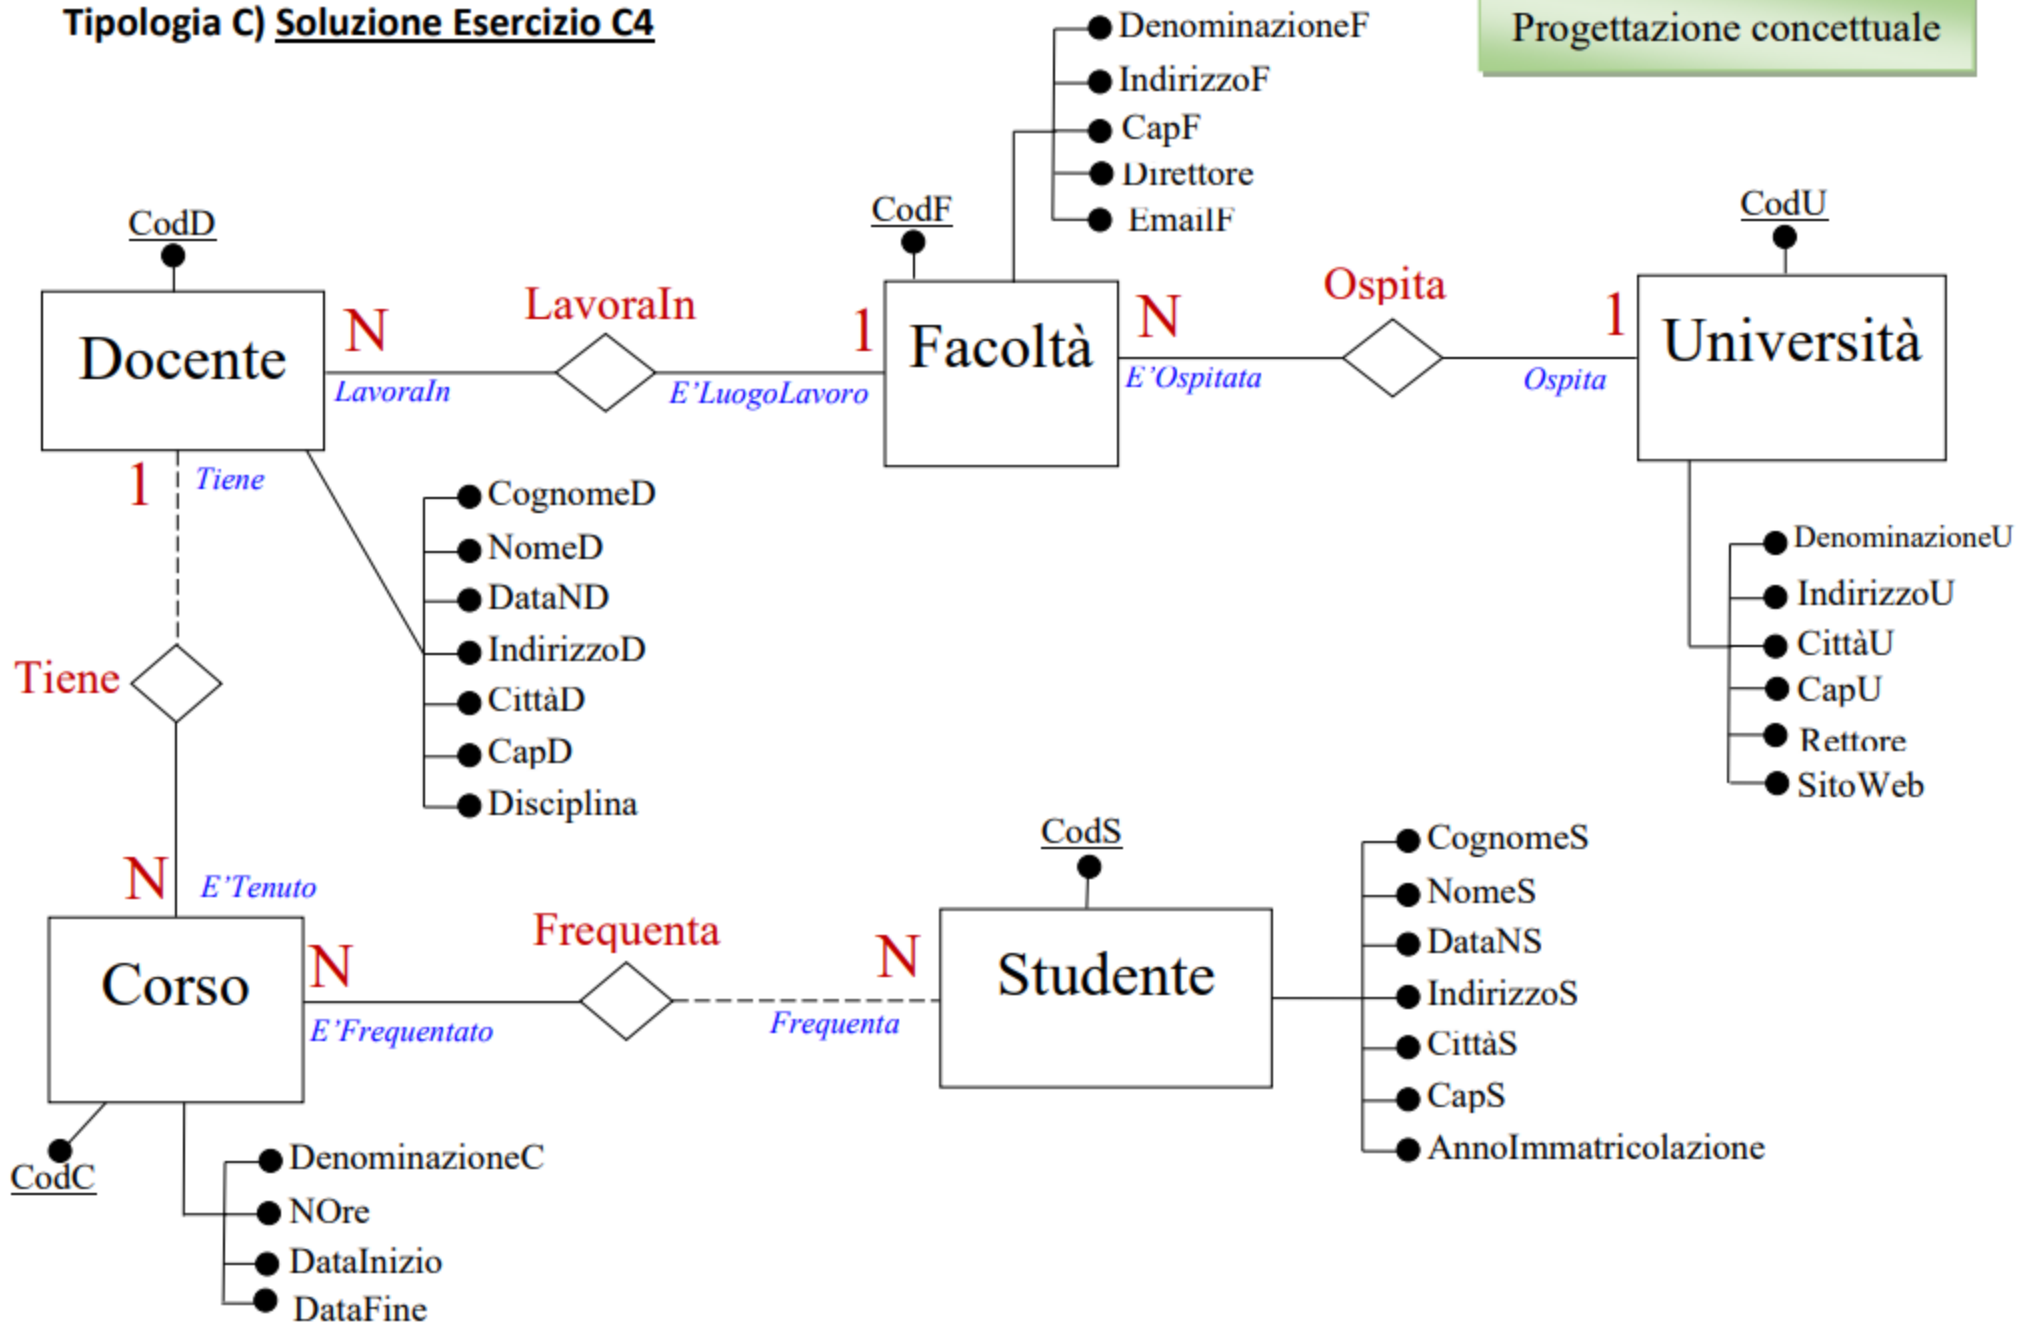 Tipologia C) Soluzione Esercizio C4
Progettazione concettuale
DenominazioneF
IndirizzoF
CapF
Direttore
EmailF
CodD
CodF
CodU
Docente
N
LavoraIn
1
LavoraIn
E'LuogoLavoro
Facoltà
N
Ospita
1
E'Ospitata
Ospita
Università
1
Tiene
CognomeD
NomeD
DataND
IndirizzoD
CittàD
CapD
Disciplina
DenominazioneU
IndirizzoU
CittàU
CapU
Rettore
SitoWeb
Tiene
N
E'Tenuto
Corso
N
Frequenta
N
E'Frequentato
Frequenta
CodS
Studente
CognomeS
NomeS
DataNS
IndirizzoS
CittàS
CapS
AnnoImmatricolazione
CodC
DenominazioneC
NOre
DataInizio
DataFine